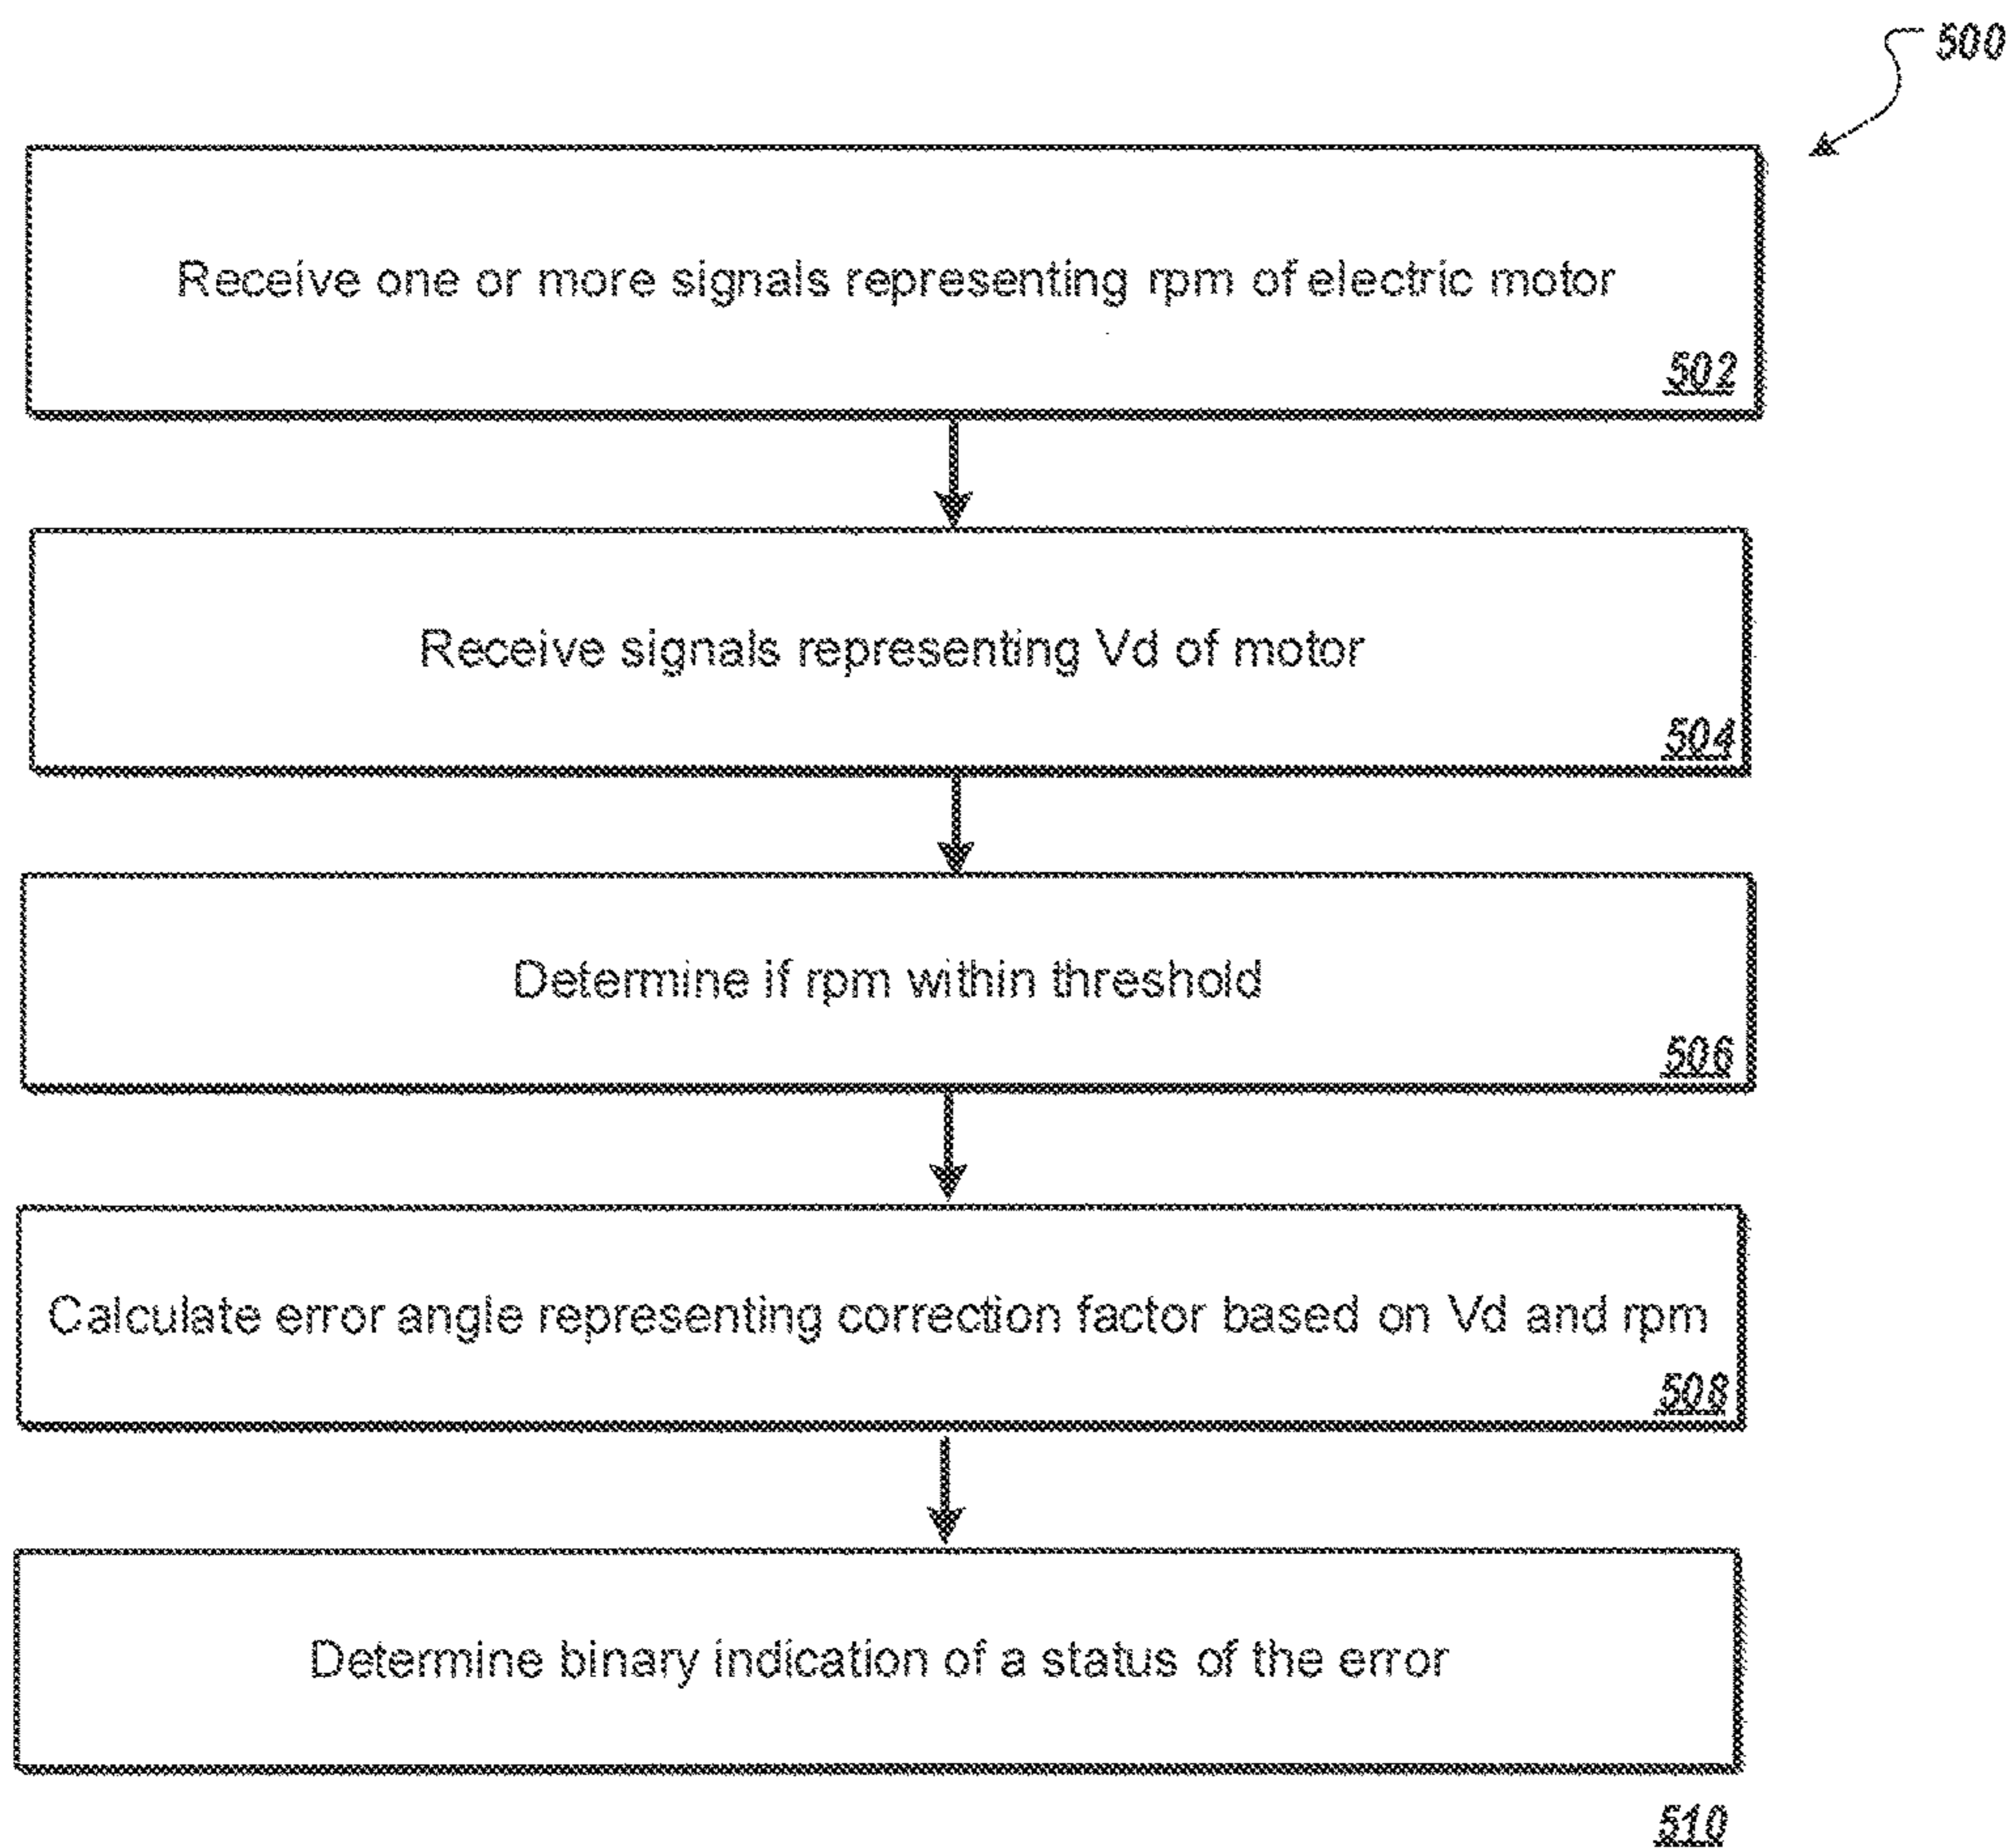 500
Receive one or more signals representing rpm of electric motor
502
Receive signals representing Vd of motor
504
Determine if rpm within threshold
506
Calculate error angle representing correction factor based on Vd and rpm
508
Determine binary indication of a status of the error
510